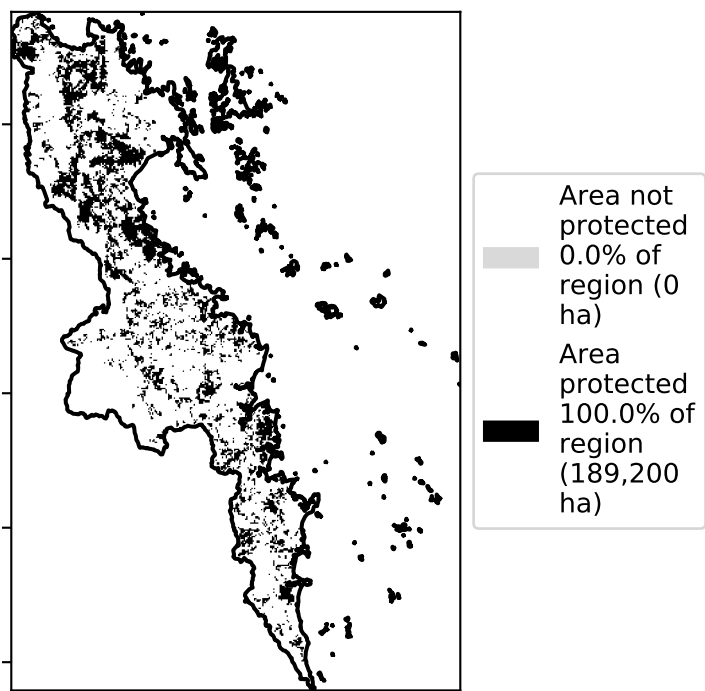 Area not
protected
0.0% of
region (0
ha)
Area
protected
100.0% of
region
(189,200
ha)